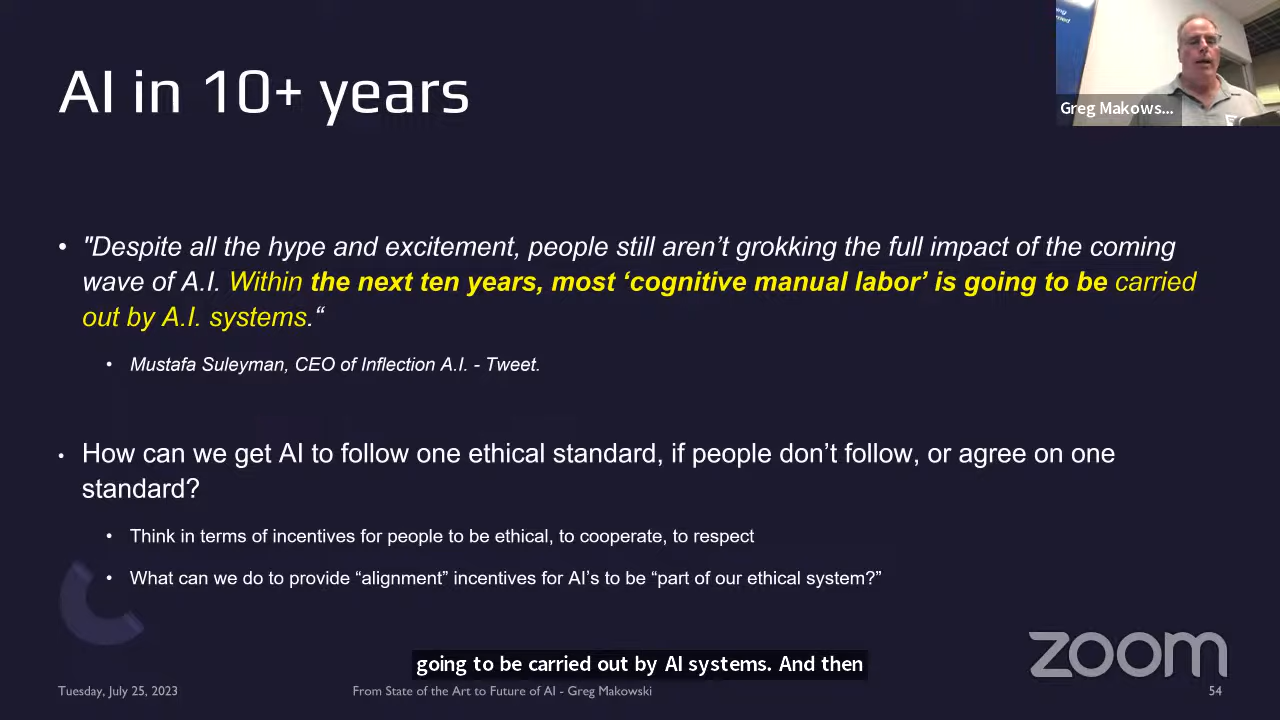 AI in 10+ years
Greg Makows...
• "Despite all the hype and excitement, people still aren’t grokking the full impact of the coming
wave of A.I. Within the next ten years, most ‘cognitive manual labor’ is going to be carried
out by A.I. systems.“
• Mustafa Suleyman, CEO of Inflection A.I. - Tweet.
• How can we get AI to follow one ethical standard, if people don’t follow, or agree on one
standard?
• Think in terms of incentives for people to be ethical, to cooperate, to respect
• What can we do to provide “alignment” incentives for AI’s to be “part of our ethical system?”
going to be carried out by AI systems. And then
zoom
Tuesday, July 25, 2023
From State of the Art to Future of AI - Greg Makowski
54